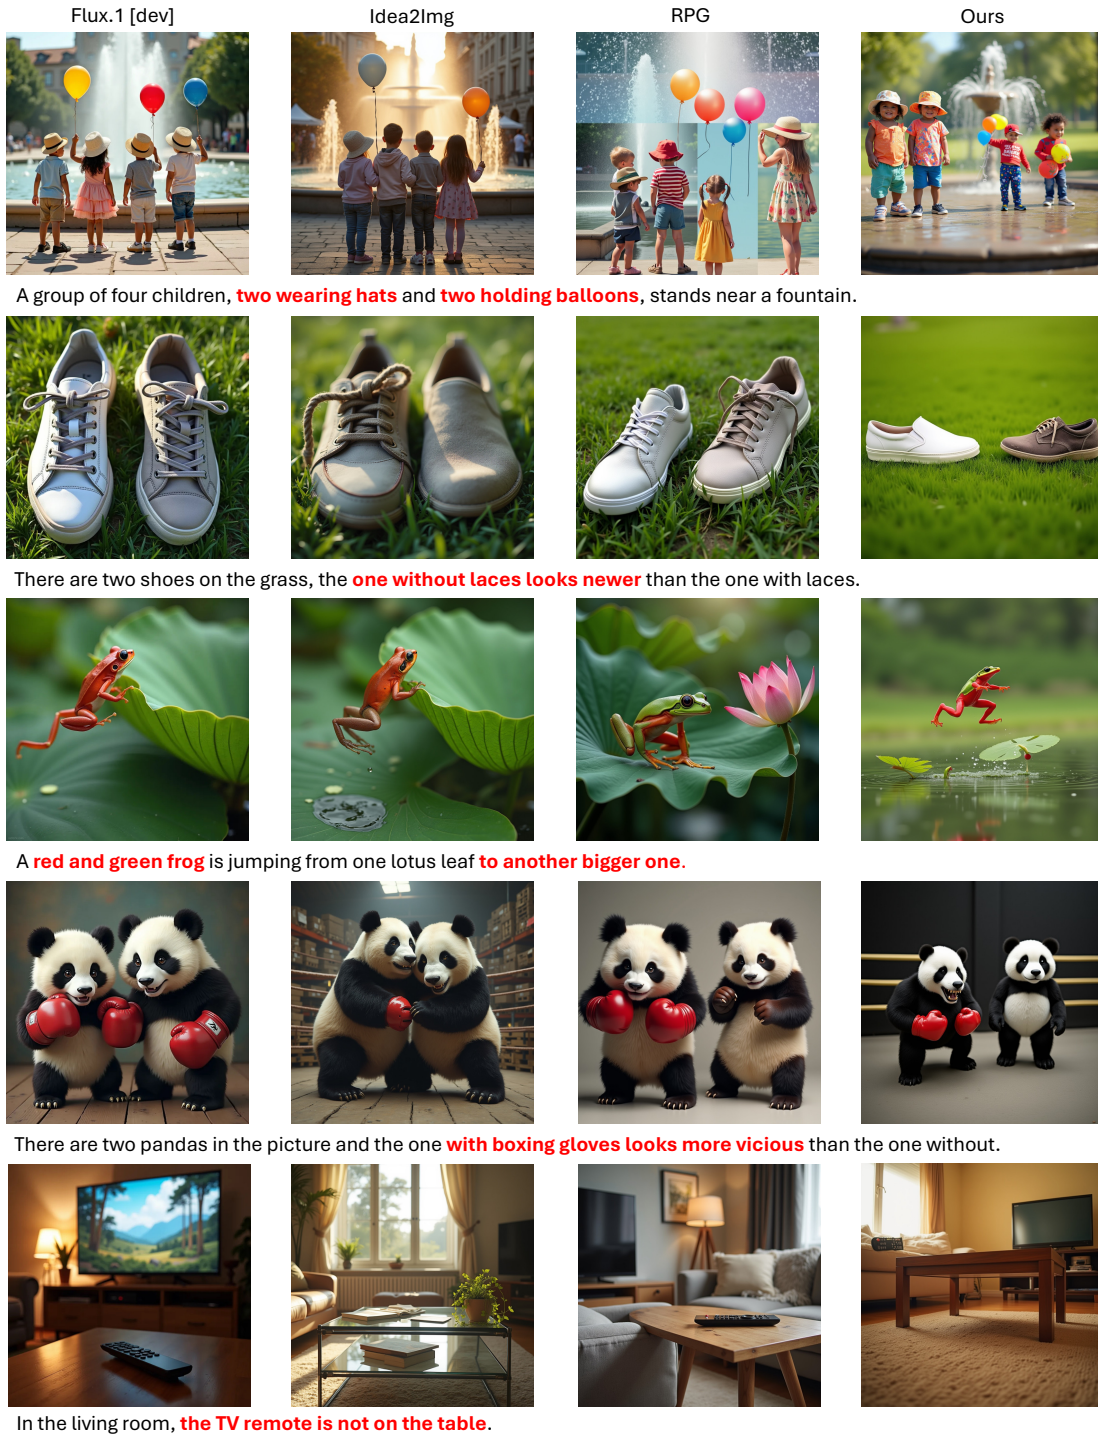 Flux.1 [dev] Idea2Img RPG Ours
A group of four children, two wearing hats and two holding balloons, stands near a fountain.
There are two shoes on the grass, the one without laces looks newer than the one with laces.
A red and green frog is jumping from one lotus leaf to another bigger one.
There are two pandas in the picture and the one with boxing gloves looks more vicious than the one without.
In the living room, the TV remote is not on the table.